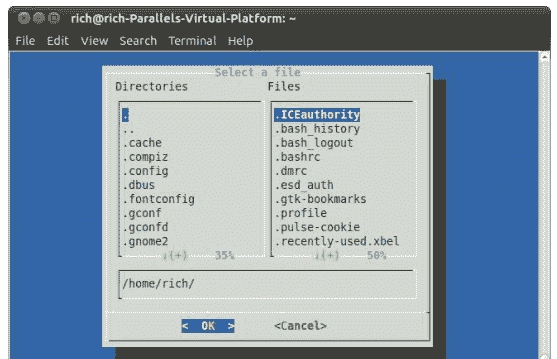 rich@rich-Parallels-Virtual-Platform: ~
File Edit View Search Terminal Help
Select a file
Directories Files
. .ICEauthority
.. .bash_history
.cache .bash_logout
.compiz .bashrc
.config .dmrc
.dbus .esd_auth
.fontconfig .gtk-bookmarks
.gconf .profile
.gconfd .pulse-cookie
.gnome2 .recently-used.xbel
↓(+) 35% ↓(+) 50%
/home/rich/
< OK > <Cancel>